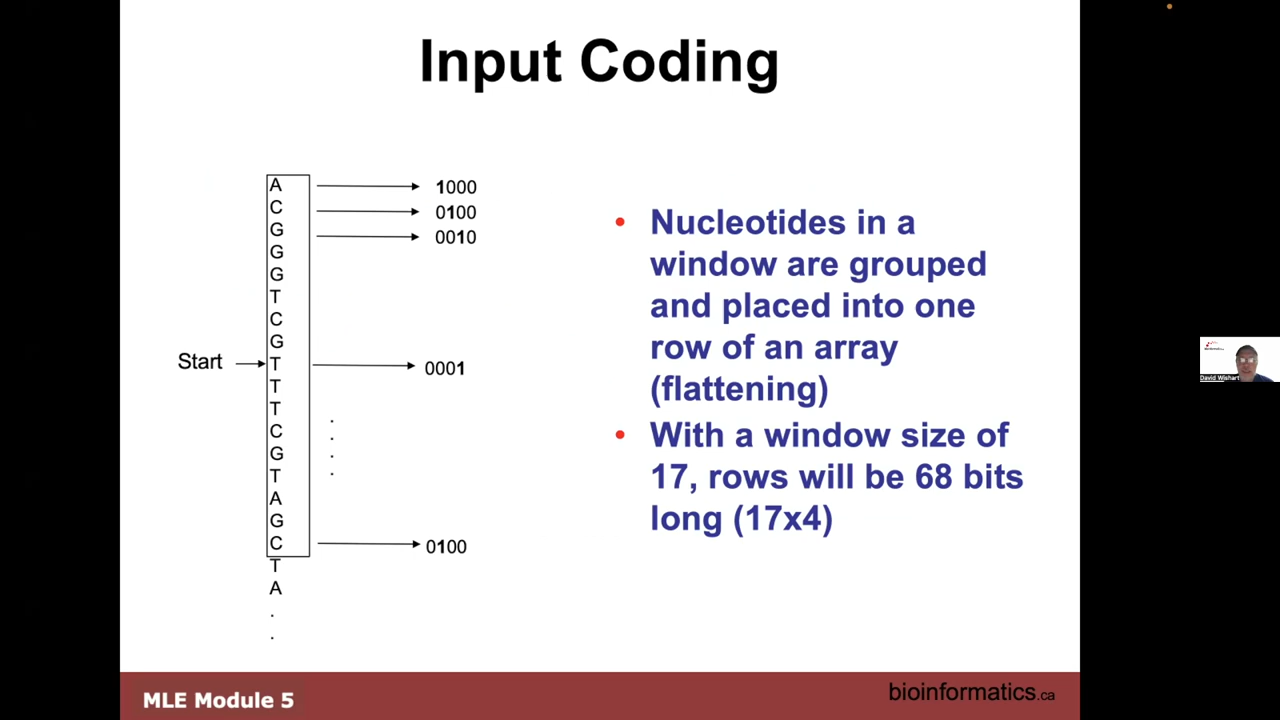 Input Coding
A 1000
C 0100
G 0010
G
G
T
C
G
Start T 0001
T
T
C
G
T
A
G
C 0100
T
A
.
.
• Nucleotides in a
window are grouped
and placed into one
row of an array
(flattening)
• With a window size of
17, rows will be 68 bits
long (17x4)
David Wishart
MLE Module 5
bioinformatics.ca